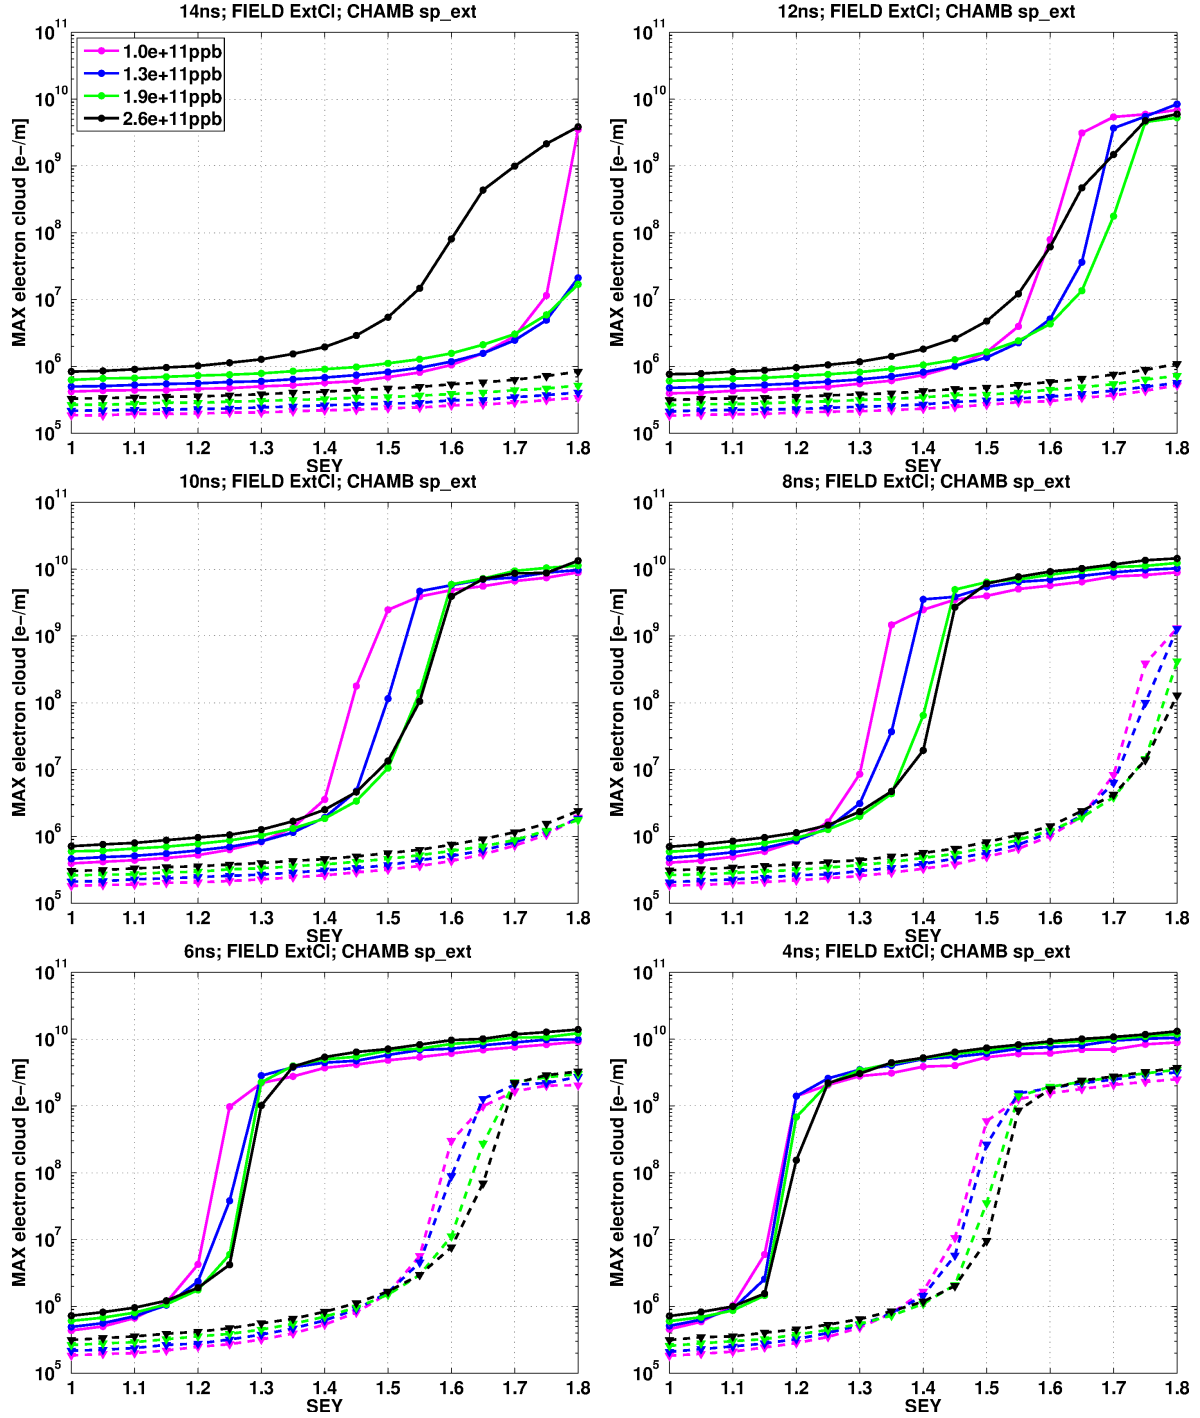 14ns; FIELD ExtCl; CHAMB sp_ext
MAX electron cloud [e−/m]
10^11
10^10
10^9
10^8
10^7
10^6
10^5
1.0e+11ppb
1.3e+11ppb
1.9e+11ppb
2.6e+11ppb
1 1.1 1.2 1.3 1.4 1.5 1.6 1.7 1.8
SEY
12ns; FIELD ExtCl; CHAMB sp_ext
MAX electron cloud [e−/m]
10^11
10^10
10^9
10^8
10^7
10^6
10^5
1 1.1 1.2 1.3 1.4 1.5 1.6 1.7 1.8
SEY
10ns; FIELD ExtCl; CHAMB sp_ext
MAX electron cloud [e−/m]
10^11
10^10
10^9
10^8
10^7
10^6
10^5
1 1.1 1.2 1.3 1.4 1.5 1.6 1.7 1.8
SEY
8ns; FIELD ExtCl; CHAMB sp_ext
MAX electron cloud [e−/m]
10^11
10^10
10^9
10^8
10^7
10^6
10^5
1 1.1 1.2 1.3 1.4 1.5 1.6 1.7 1.8
SEY
6ns; FIELD ExtCl; CHAMB sp_ext
MAX electron cloud [e−/m]
10^11
10^10
10^9
10^8
10^7
10^6
10^5
1 1.1 1.2 1.3 1.4 1.5 1.6 1.7 1.8
SEY
4ns; FIELD ExtCl; CHAMB sp_ext
MAX electron cloud [e−/m]
10^11
10^10
10^9
10^8
10^7
10^6
10^5
1 1.1 1.2 1.3 1.4 1.5 1.6 1.7 1.8
SEY